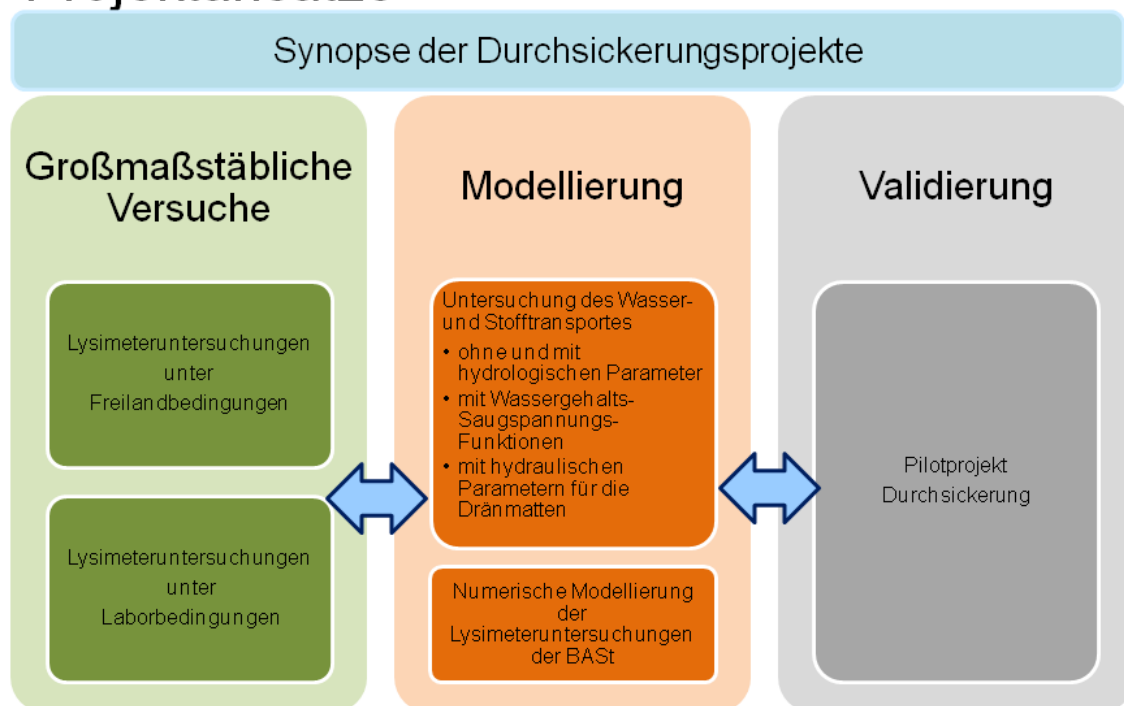 Synopse der Durchsickerungsprojekte
Großmaßstäbliche
Versuche
Lysimeteruntersuchungen
unter
Freilandbedingungen
Lysimeteruntersuchungen
unter
Laborbedingungen
Modellierung
Untersuchung des Wasser-
und Stofftransportes
• ohne und mit
hydrologischen Parameter
• mit Wassergehalts-
Saugspannungs-
Funktionen
• mit hydraulischen
Parametern für die
Dränmatten
Numerische Modellierung
der
Lysimeteruntersuchungen
der BASt
Validierung
Pilotprojekt
Durchsickerung